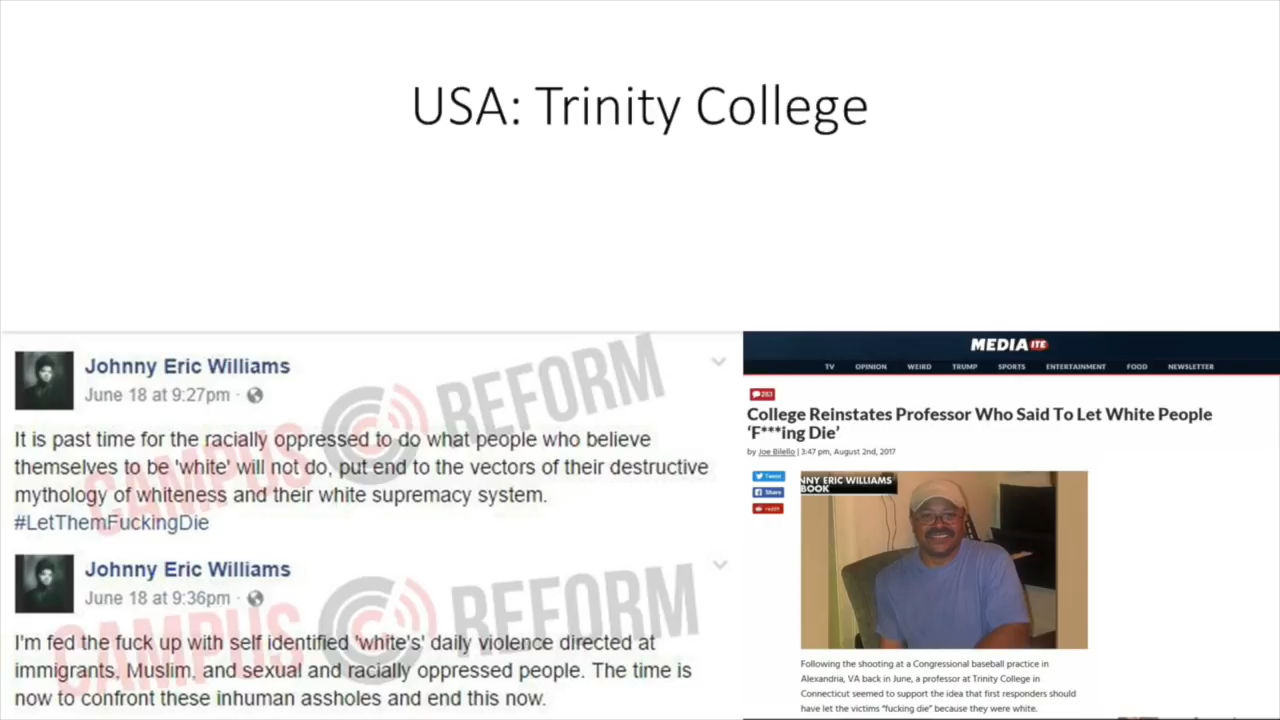 USA: Trinity College
Johnny Eric Williams
June 18 at 9:27pm ·
It is past time for the racially oppressed to do what people who believe
themselves to be 'white' will not do, put end to the vectors of their destructive
mythology of whiteness and their white supremacy system.
#LetThemFuckingDie
Johnny Eric Williams
June 18 at 9:36pm ·
I'm fed the fuck up with self identified 'white's' daily violence directed at
immigrants, Muslim, and sexual and racially oppressed people. The time is
now to confront these inhuman assholes and end this now.
CAMPUS REFORM
CAMPUS REFORM
MEDIAITE
TV OPINION WEIRD TRUMP SPORTS ENTERTAINMENT FOOD NEWSLETTER
283
College Reinstates Professor Who Said To Let White People
'F***ing Die'
by Joe Bilello | 3:47 pm, August 2nd, 2017
Tweet
Share
reddit
NNY ERIC WILLIAMS
BOOK
Following the shooting at a Congressional baseball practice in
Alexandria, VA back in June, a professor at Trinity College in
Connecticut seemed to support the idea that first responders should
have let the victims "fucking die" because they were white.